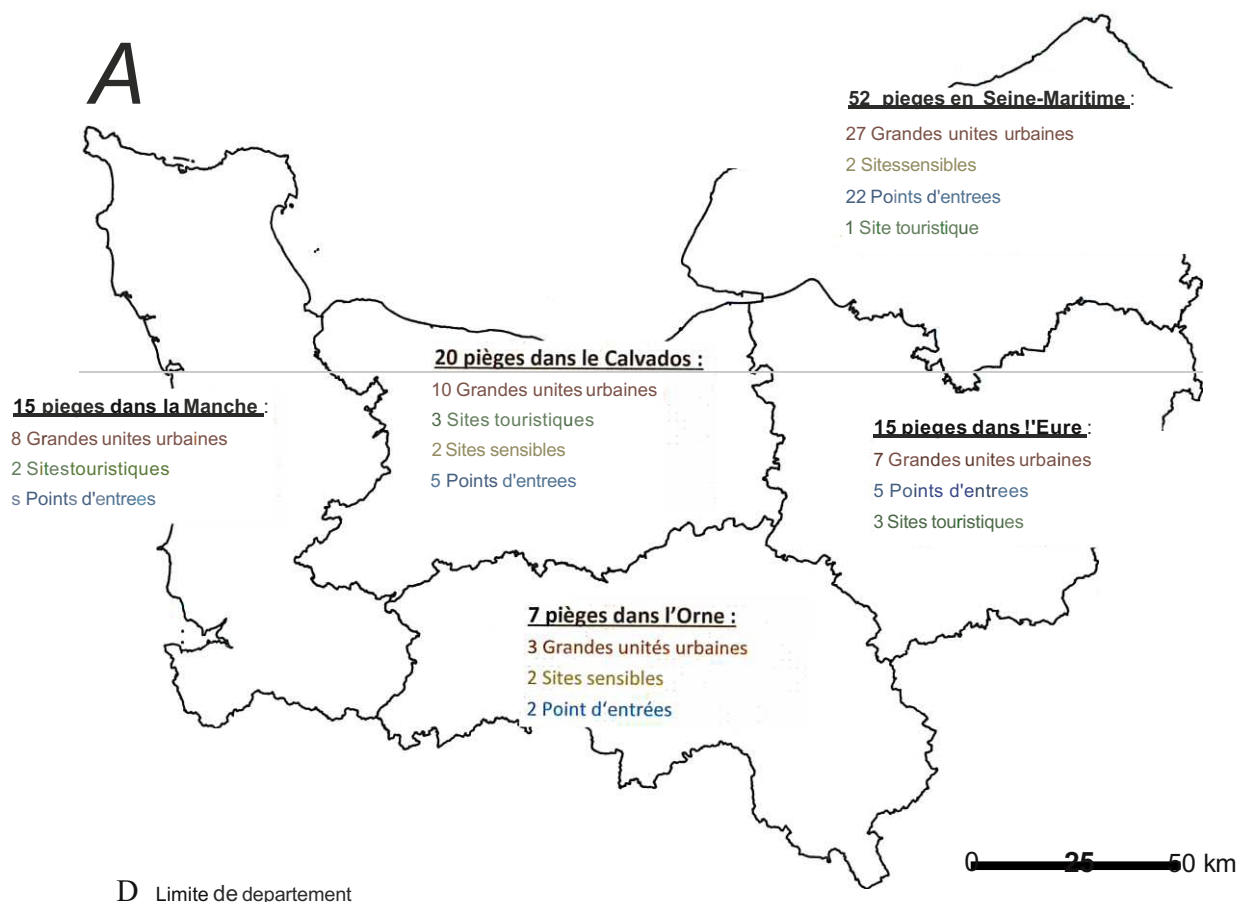 A
52 pieges en Seine-Maritime :
27 Grandes unites urbaines
2 Sitessensibles
22 Points d'entrees
1 Site touristique
20 pièges dans le Calvados :
10 Grandes unites urbaines
3 Sites touristiques
2 Sites sensibles
5 Points d'entrees
15 pieges dans la Manche :
8 Grandes unites urbaines
2 Sitestouristiques
s Points d'entrees
15 pieges dans l'Eure :
7 Grandes unites urbaines
5 Points d'entrees
3 Sites touristiques
7 pièges dans l'Orne :
3 Grandes unités urbaines
2 Sites sensibles
2 Point d'entrées
0 25 50 km
D Limite de departement